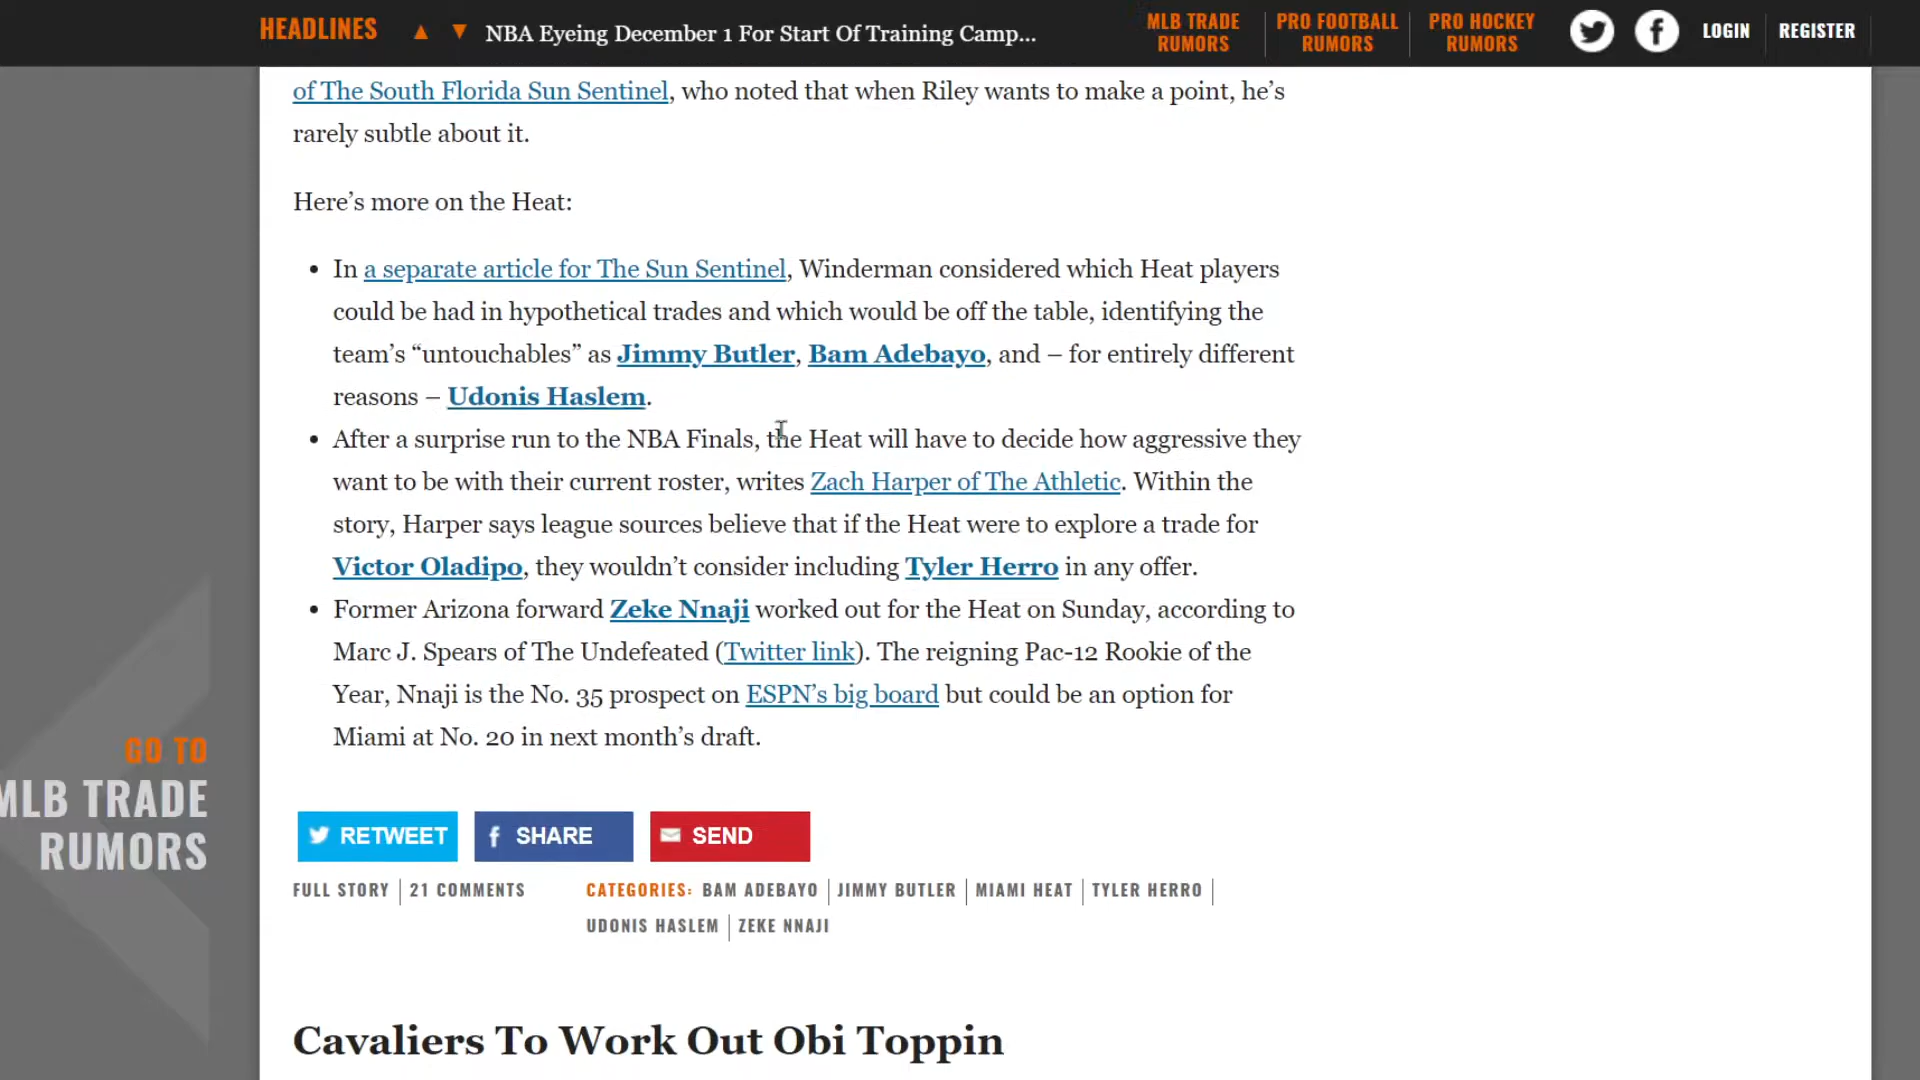 HEADLINES
NBA Eyeing December 1 For Start Of Training Camp...
MLB TRADE
RUMORS
PRO FOOTBALL
RUMORS
PRO HOCKEY
RUMORS
LOGIN
REGISTER
of The South Florida Sun Sentinel, who noted that when Riley wants to make a point, he’s
rarely subtle about it.
Here’s more on the Heat:
• In a separate article for The Sun Sentinel, Winderman considered which Heat players
could be had in hypothetical trades and which would be off the table, identifying the
team’s “untouchables” as Jimmy Butler, Bam Adebayo, and – for entirely different
reasons – Udonis Haslem.
• After a surprise run to the NBA Finals, the Heat will have to decide how aggressive they
want to be with their current roster, writes Zach Harper of The Athletic. Within the
story, Harper says league sources believe that if the Heat were to explore a trade for
Victor Oladipo, they wouldn’t consider including Tyler Herro in any offer.
• Former Arizona forward Zeke Nnaji worked out for the Heat on Sunday, according to
Marc J. Spears of The Undefeated (Twitter link). The reigning Pac-12 Rookie of the
Year, Nnaji is the No. 35 prospect on ESPN’s big board but could be an option for
Miami at No. 20 in next month’s draft.
GO TO
MLB TRADE
RUMORS
RETWEET
SHARE
SEND
FULL STORY | 21 COMMENTS
CATEGORIES: BAM ADEBAYO | JIMMY BUTLER | MIAMI HEAT | TYLER HERRO |
UDONIS HASLEM | ZEKE NNAJI
Cavaliers To Work Out Obi Toppin